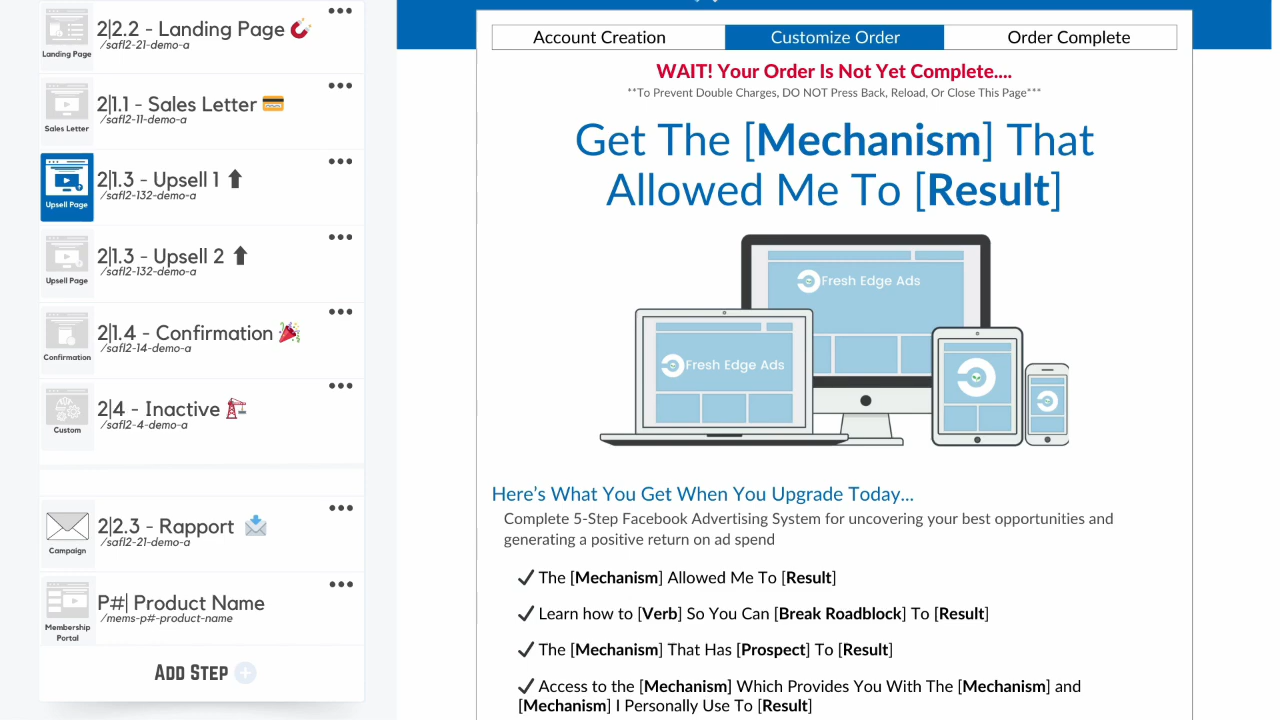 2|2.2 - Landing Page
/safl2-21-demo-a
Landing Page
2|1.1 - Sales Letter
/safl2-11-demo-a
Sales Letter
2|1.3 - Upsell 1
/safl2-132-demo-a
Upsell Page
2|1.3 - Upsell 2
/safl2-132-demo-a
Upsell Page
2|1.4 - Confirmation
/safl2-14-demo-a
Confirmation
2|4 - Inactive
/safl2-4-demo-a
Custom
2|2.3 - Rapport
/safl2-21-demo-a
Campaign
P#| Product Name
/mems-p#-product-name
Membership
Portal
ADD STEP
Account Creation
Customize Order
Order Complete
WAIT! Your Order Is Not Yet Complete....
**To Prevent Double Charges, DO NOT Press Back, Reload, Or Close This Page***
Get The [Mechanism] That
Allowed Me To [Result]
Fresh Edge Ads
Fresh Edge Ads
Here's What You Get When You Upgrade Today...
Complete 5-Step Facebook Advertising System for uncovering your best opportunities and
generating a positive return on ad spend
The [Mechanism] Allowed Me To [Result]
Learn how to [Verb] So You Can [Break Roadblock] To [Result]
The [Mechanism] That Has [Prospect] To [Result]
Access to the [Mechanism] Which Provides You With The [Mechanism] and
[Mechanism] I Personally Use To [Result]